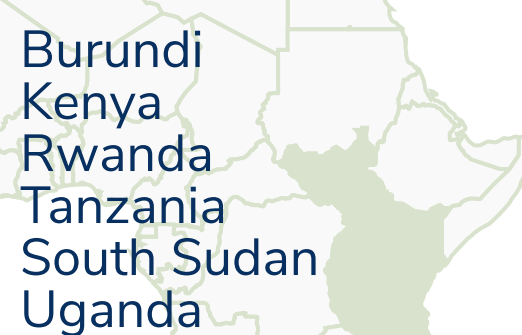 Burundi
Kenya
Rwanda
Tanzania
South Sudan
Uganda